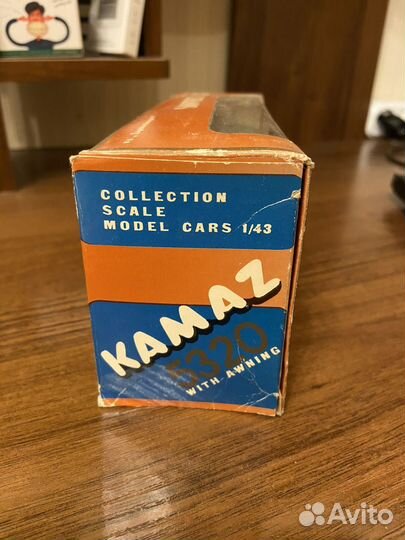 COLLECTION
SCALE
MODEL CARS 1/43
KAMAZ
5320
WITH AWNING
Avito